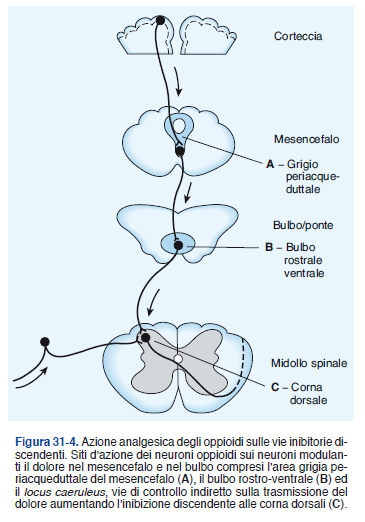 Corteccia
Mesencefalo
A – Grigio
periacque-
duttale
Bulbo/ponte
B – Bulbo
rostrale
ventrale
Midollo spinale
C – Corna
dorsale
Figura 31-4. Azione analgesica degli oppioidi sulle vie inibitorie di-
scendenti. Siti d'azione dei neuroni oppioidi sui neuroni modulan-
ti il dolore nel mesencefalo e nel bulbo compresi l'area grigia pe-
riacqueduttale del mesencefalo (A), il bulbo rostro-ventrale (B) ed
il locus caeruleus, vie di controllo indiretto sulla trasmissione del
dolore aumentando l'inibizione discendente alle corna dorsali (C).